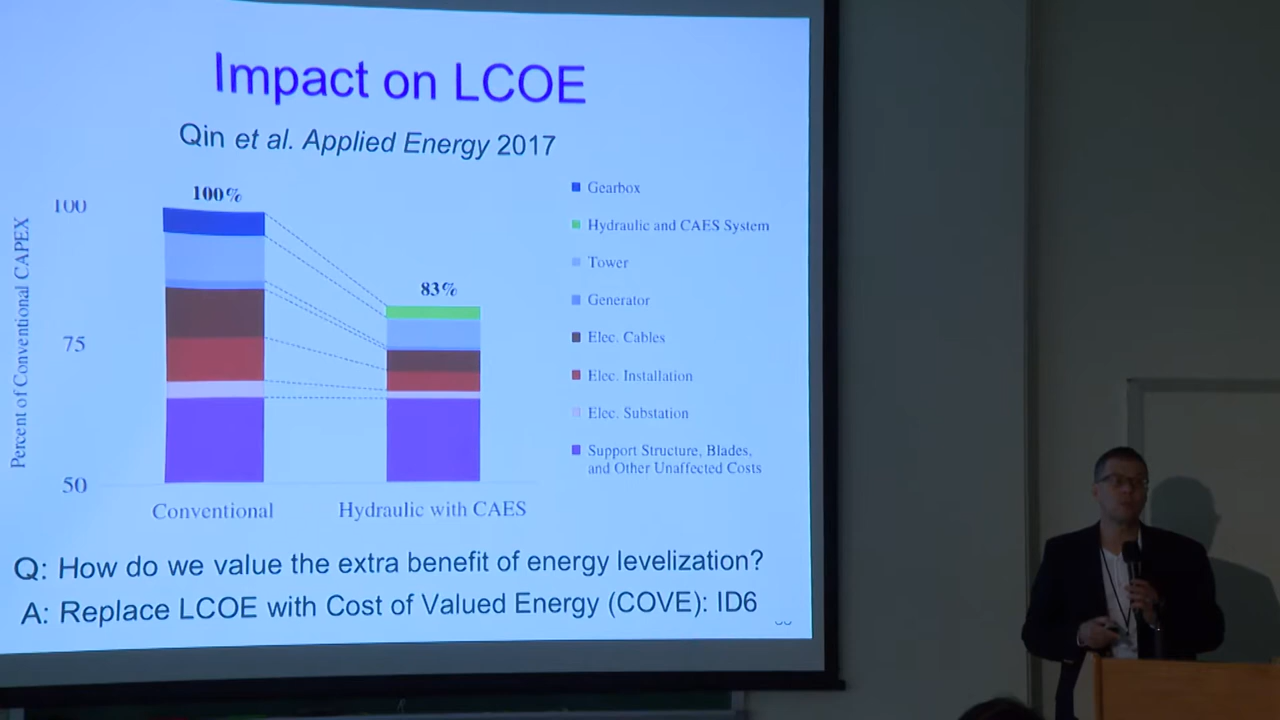 Impact on LCOE
Qin et al. Applied Energy 2017
100%
100
83%
75
50
Percent of Conventional CAPEX
Conventional
Hydraulic with CAES
Gearbox
Hydraulic and CAES System
Tower
Generator
Elec. Cables
Elec. Installation
Elec. Substation
Support Structure, Blades,
and Other Unaffected Costs
Q: How do we value the extra benefit of energy levelization?
A: Replace LCOE with Cost of Valued Energy (COVE): ID6